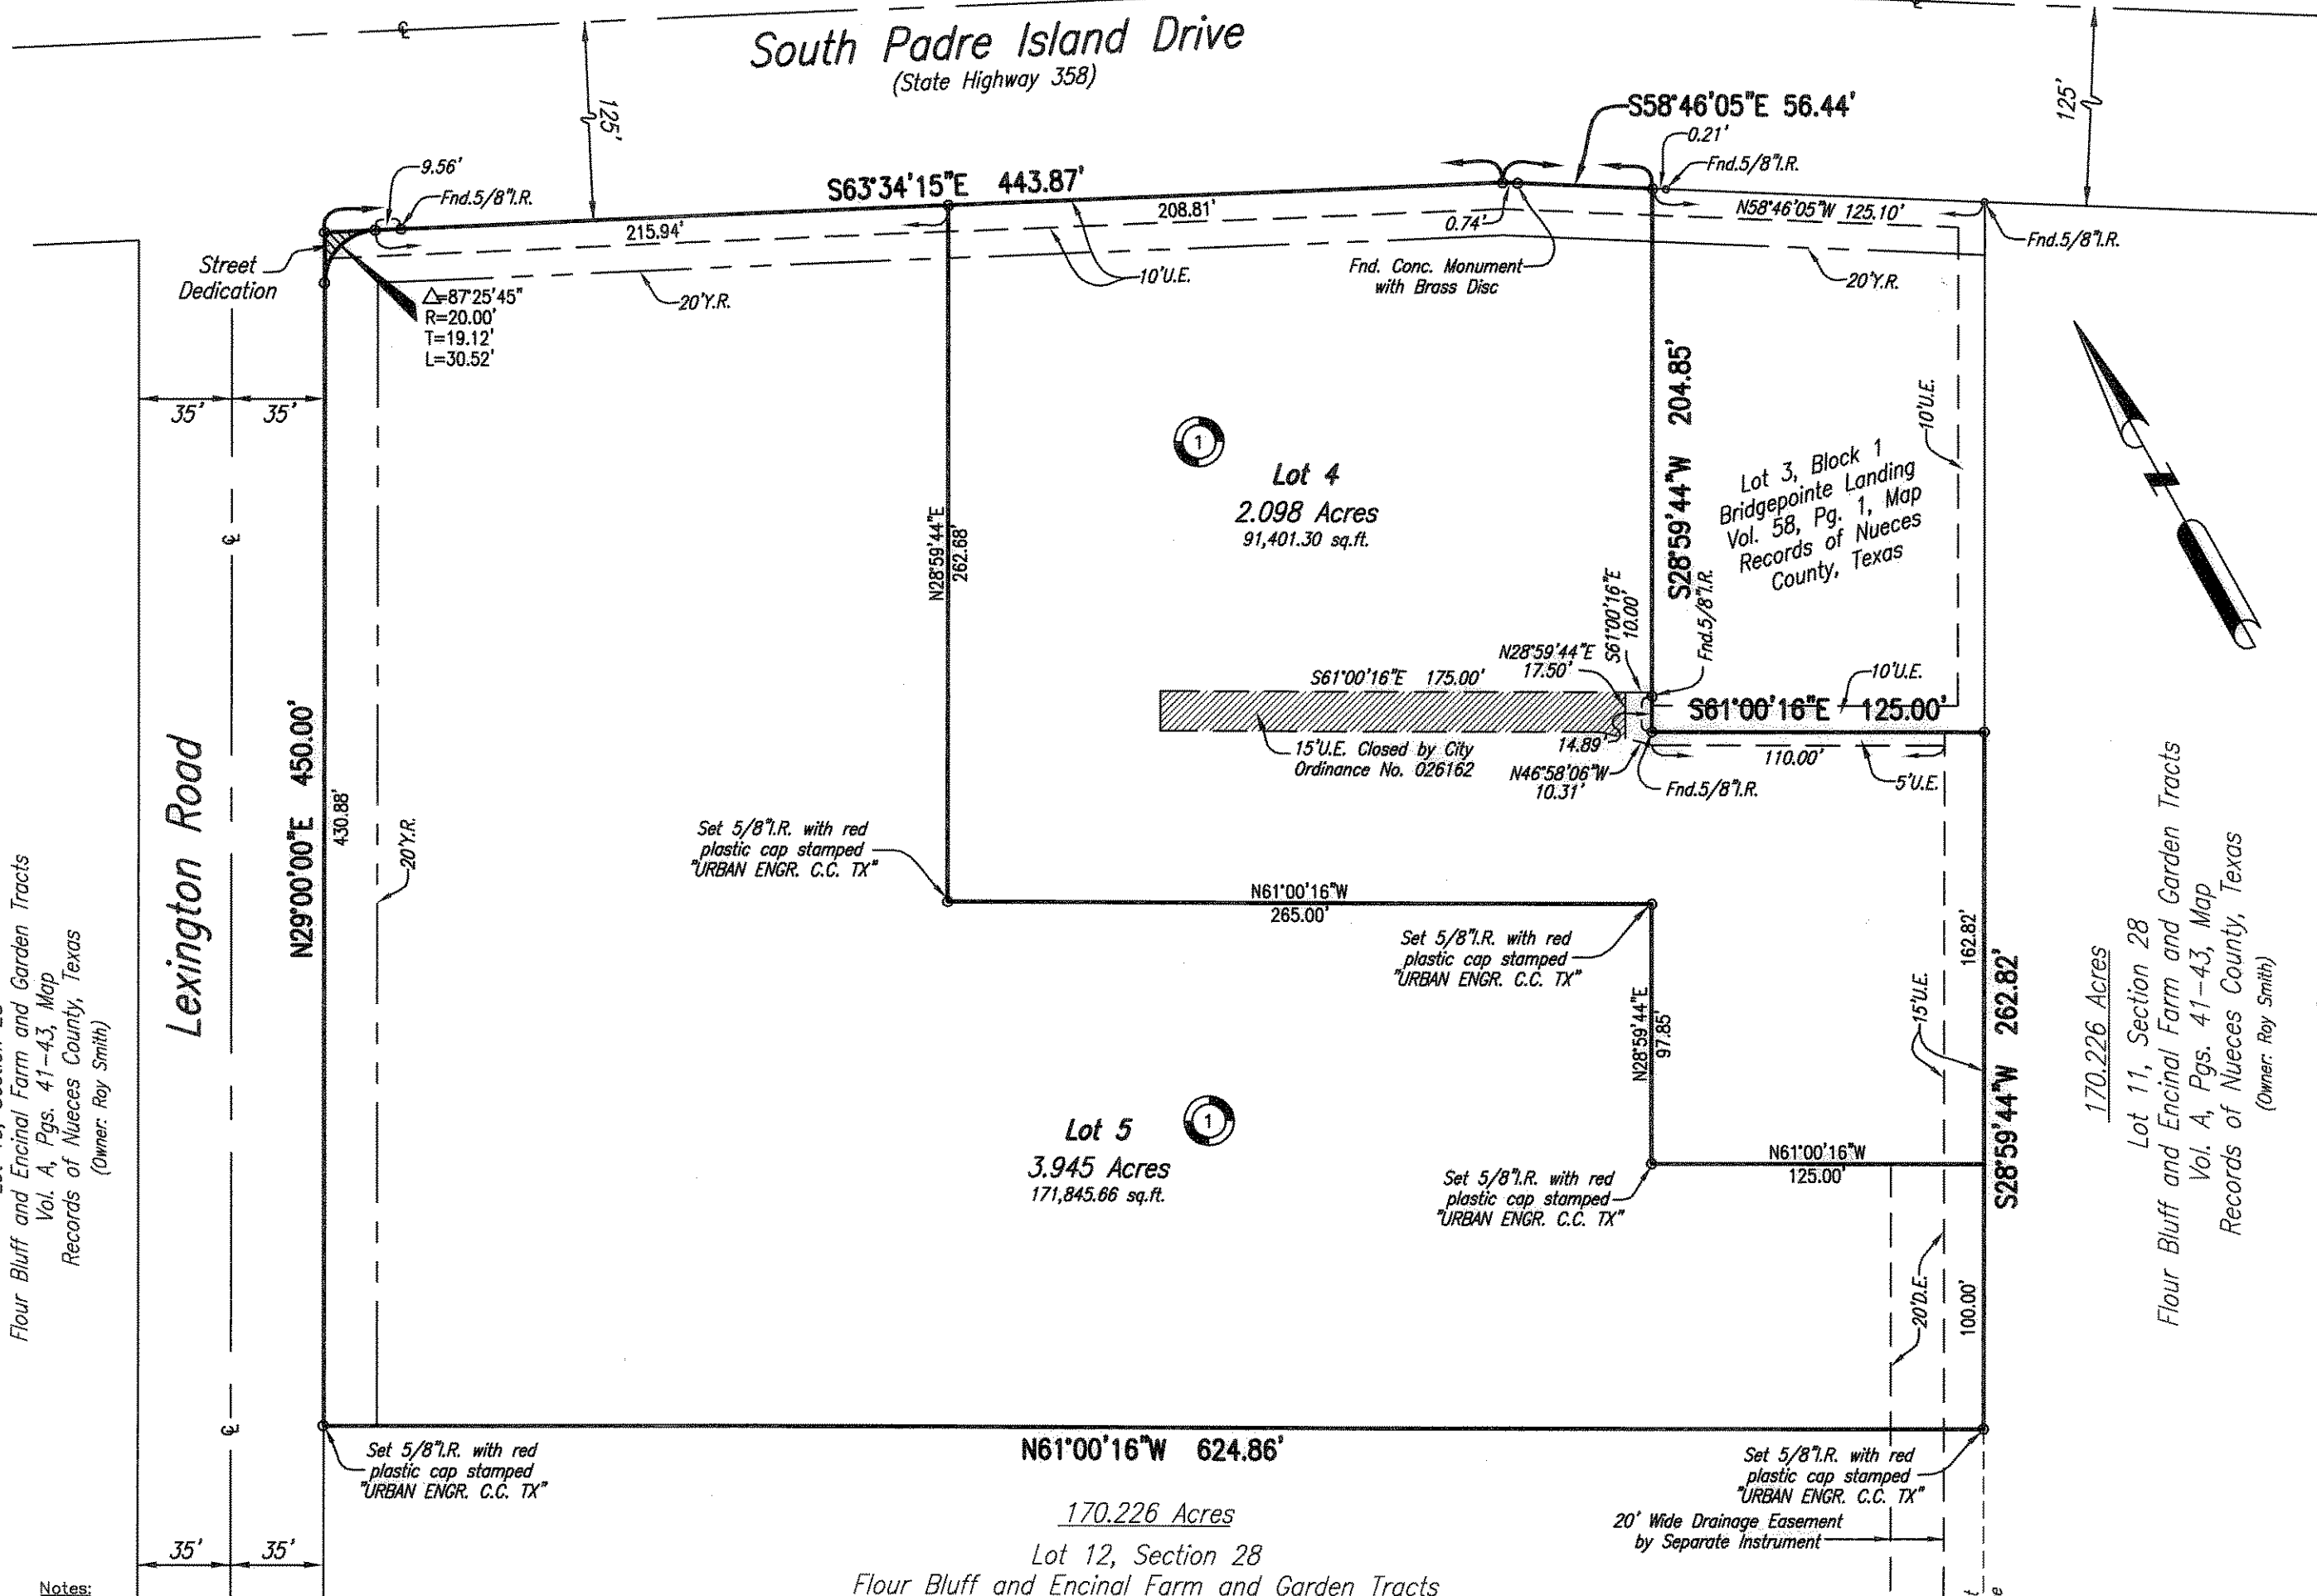 South Padre Island Drive
(State Highway 358)
125'
125'
S58°46'05"E 56.44'
0.21'
Fnd.5/8"I.R.
9.56'
Fnd.5/8"I.R.
S63°34'15"E 443.87'
215.94'
208.81'
0.74'
N58°46'05"W 125.10'
Fnd.5/8"I.R.
Street
Dedication
Δ=87°25'45"
R=20.00'
T=19.12'
L=30.52'
20'Y.R.
10'U.E.
Fnd. Conc. Monument
with Brass Disc
20'Y.R.
35'
35'
1
Lot 4
2.098 Acres
91,401.30 sq.ft.
N28°59'44"E
262.68'
S28°59'44"W 204.85'
10'U.E.
Lot 3, Block 1
Bridgepointe Landing
Vol. 58, Pg. 1, Map
Records of Nueces
County, Texas
S61°00'16"E
10.00'
Fnd.5/8"I.R.
N28°59'44"E
17.50'
S61°00'16"E 175.00'
10'U.E.
S61°00'16"E 125.00'
15'U.E. Closed by City
Ordinance No. 026162
14.89'
N46°58'06"W
10.31'
110.00'
Fnd.5/8"I.R.
5'U.E.
Lexington Road
N29°00'00"E 450.00'
430.88'
20'Y.R.
Set 5/8"I.R. with red
plastic cap stamped
"URBAN ENGR. C.C. TX"
N61°00'16"W
265.00'
Set 5/8"I.R. with red
plastic cap stamped
"URBAN ENGR. C.C. TX"
N28°59'44"E
97.85'
162.82'
15'U.E.
S28°59'44"W 262.82'
Flour Bluff and Encinal Farm and Garden Tracts
Vol. A, Pgs. 41-43, Map
Records of Nueces County, Texas
(Owner: Roy Smith)
170.226 Acres
Lot 11, Section 28
Flour Bluff and Encinal Farm and Garden Tracts
Vol. A, Pgs. 41-43, Map
Records of Nueces County, Texas
(Owner: Roy Smith)
Lot 5
1
3.945 Acres
171,845.66 sq.ft.
N61°00'16"W
125.00'
Set 5/8"I.R. with red
plastic cap stamped
"URBAN ENGR. C.C. TX"
20'D.E.
100.00'
N61°00'16"W 624.86'
Set 5/8"I.R. with red
plastic cap stamped
"URBAN ENGR. C.C. TX"
Set 5/8"I.R. with red
plastic cap stamped
"URBAN ENGR. C.C. TX"
20' Wide Drainage Easement
by Separate Instrument
35'
35'
170.226 Acres
Lot 12, Section 28
Flour Bluff and Encinal Farm and Garden Tracts
Notes: